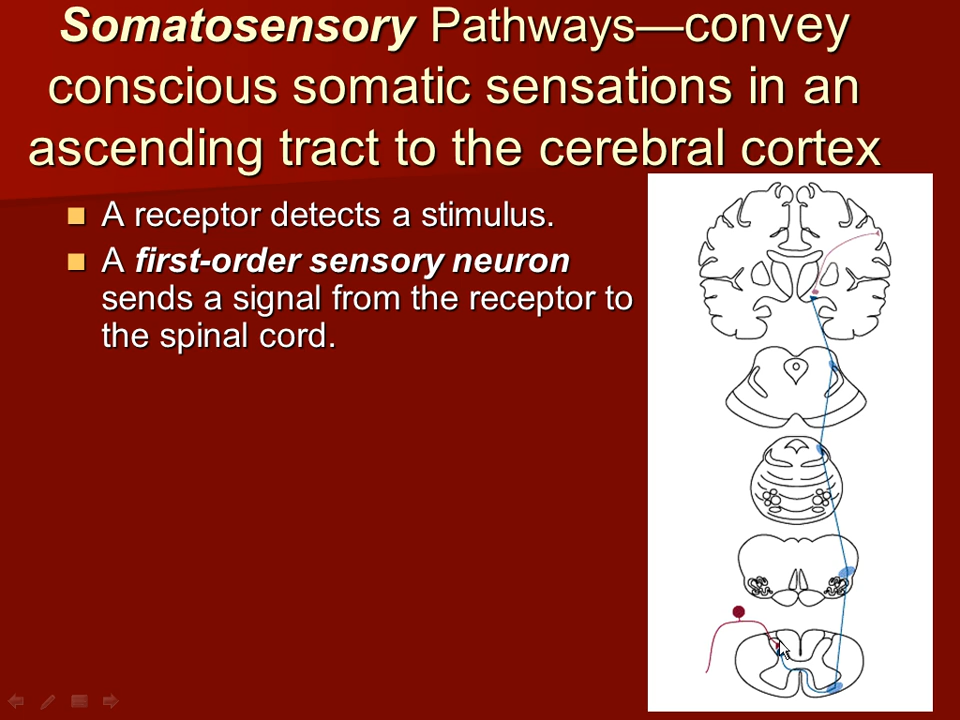 Somatosensory Pathways—convey
conscious somatic sensations in an
ascending tract to the cerebral cortex
A receptor detects a stimulus.
A first-order sensory neuron
sends a signal from the receptor to
the spinal cord.